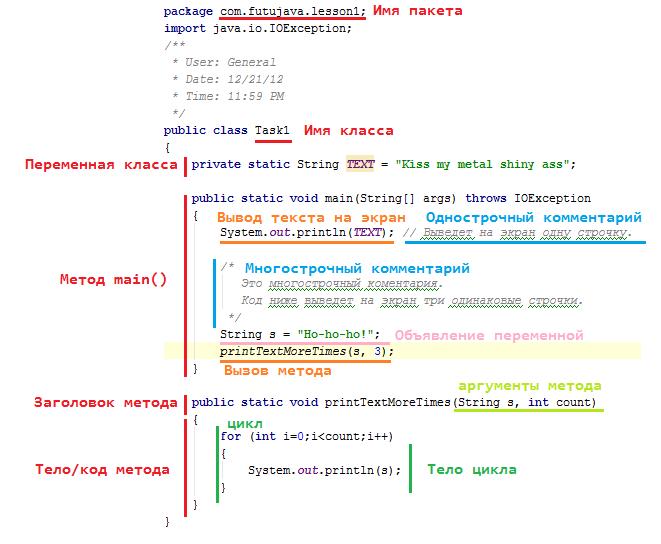 package com.futujava.lesson1; Имя пакета
import java.io.IOException;
/**
* User: General
* Date: 12/21/12
* Time: 11:59 PM
*/
public class Task1 Имя класса
{
Переменная класса private static String TEXT = "Kiss my metal shiny ass";
public static void main(String[] args) throws IOException
{ Вывод текста на экран Однострочный комментарий
System.out.println(TEXT); // Выведет на экран одну строчку.
/* Многострочный комментарий
Метод main() Это многострочный коментария.
Код ниже выведет на экран три одинаковые строчки.
*/
String s = "Ho-ho-ho!"; Объявление переменной
printTextMoreTimes(s, 3);
} Вызов метода
аргументы метода
Заголовок метода public static void printTextMoreTimes(String s, int count)
{ цикл
for (int i=0;i<count;i++)
{
Тело/код метода System.out.println(s); Тело цикла
}
}
}